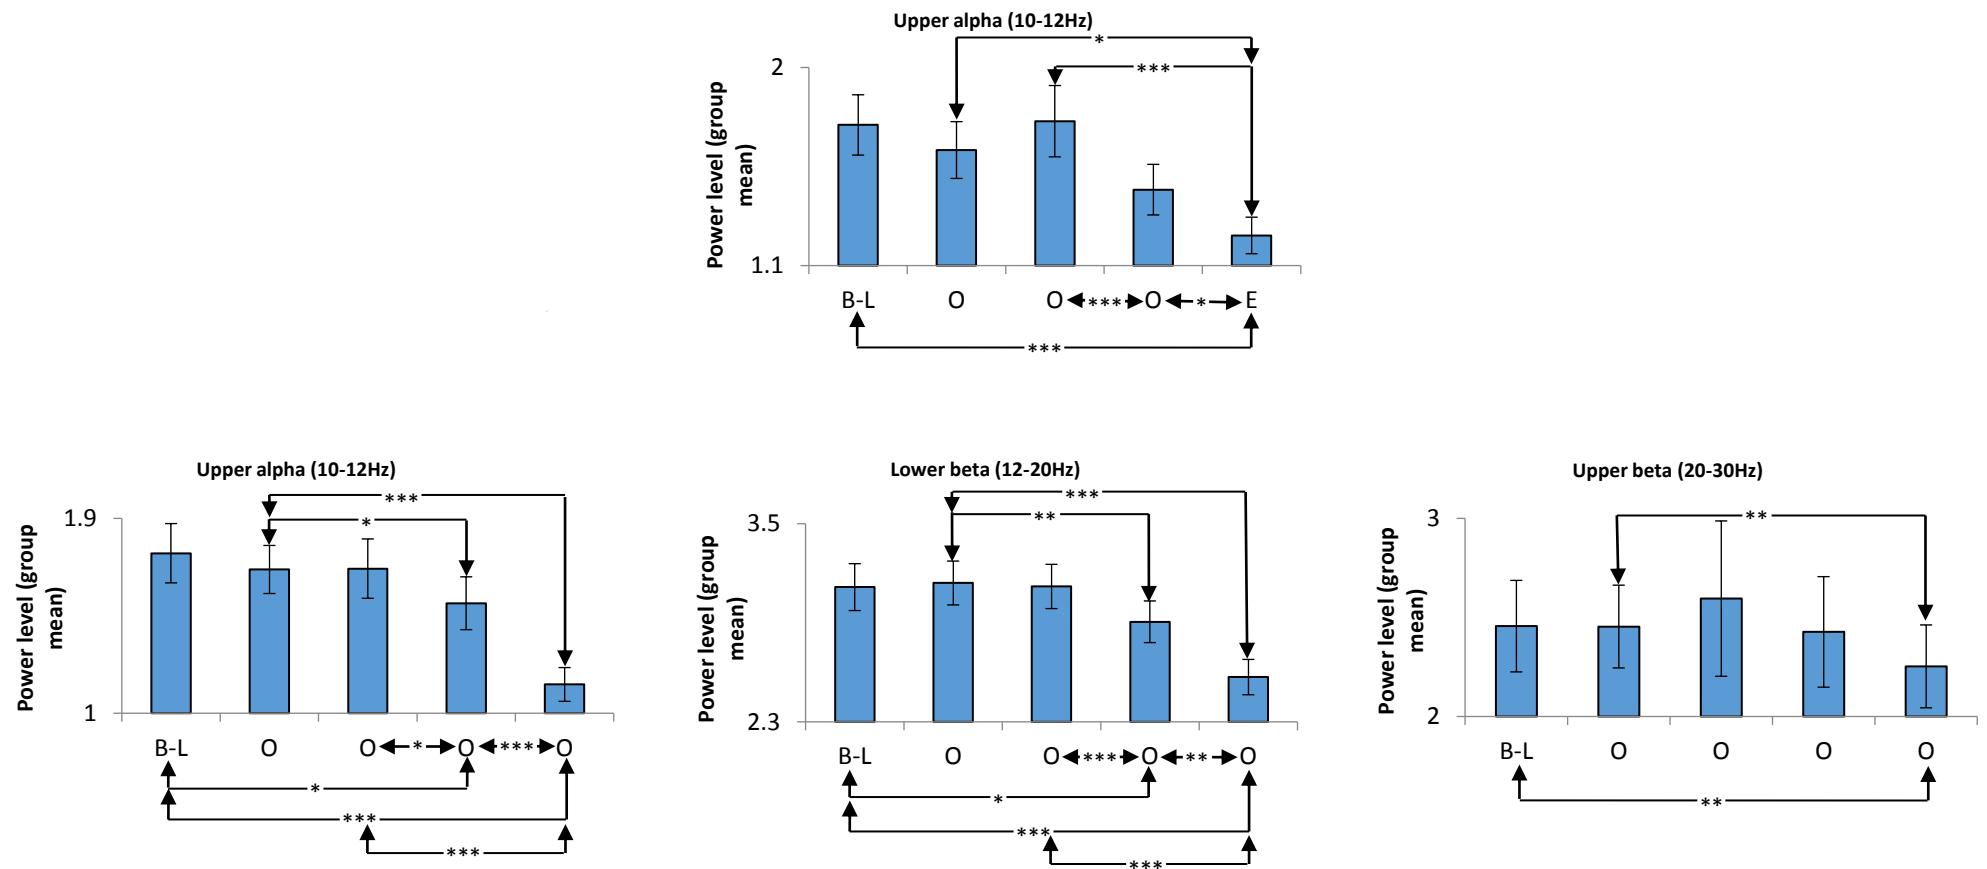 Upper alpha (10-12Hz)
*
***
2
Power level (group
mean)
1.1
B-L O O *** O * E
***
Upper alpha (10-12Hz)
***
*
1.9
Power level (group
mean)
1
B-L O O * O *** O
*
***
***
Lower beta (12-20Hz)
***
**
3.5
Power level (group
mean)
2.3
B-L O O *** O ** O
*
***
***
Upper beta (20-30Hz)
**
3
Power level (group
mean)
2
B-L O O O O
**